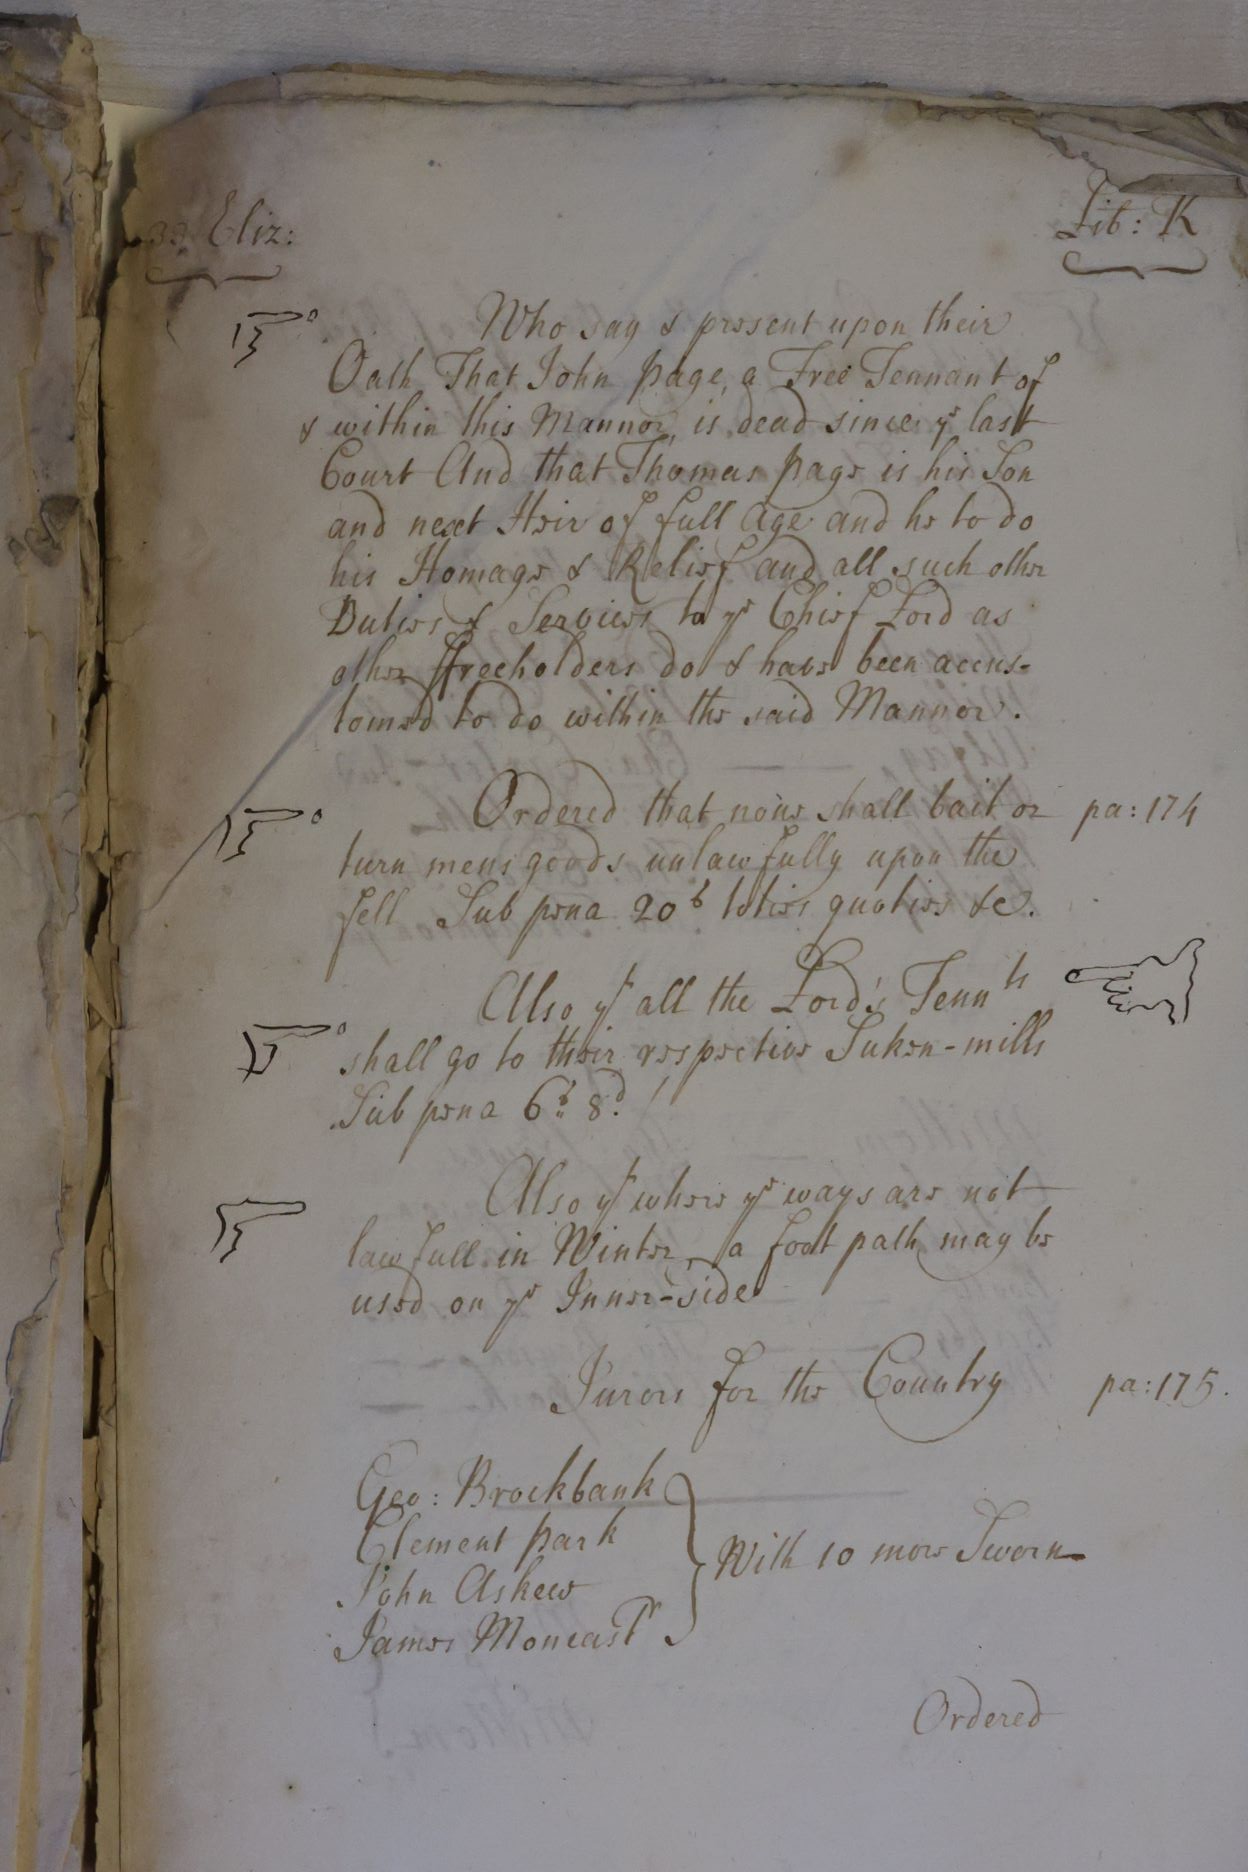 33 Eliz:
Lib: K
Who say & present upon their
Oath That John Page, a Free Tennant of
& within this Mannor, is dead since yͤ last
Court And that Thomas Page is his Son
and next Heir of full Age and he to do
his Homage & Relief and all such other
Duties & Services to yͤ Chief Lord as
other ffreeholders do & have been accus-
tomed to do within the said Mannor.
Ordered that none shall bait or pa: 174
turn mens goods unlawfully upon the
fell Sub pena 20ˢ toties quoties &c.
Also yᵗ all the Lord's Tennᵗˢ
shall go to their respective Suken-mills
Sub pena 6ˢ: 8ᵈ.
Also yᵗ where yͤ ways are not
lawfull in Winter, a foot path may be
used on yͤ Inner-side
Jurors for the Country pa: 175.
Geo: Brockbank
Clement Park
John Askew
James Moncastʳ
With 10 more Sworn
Ordered